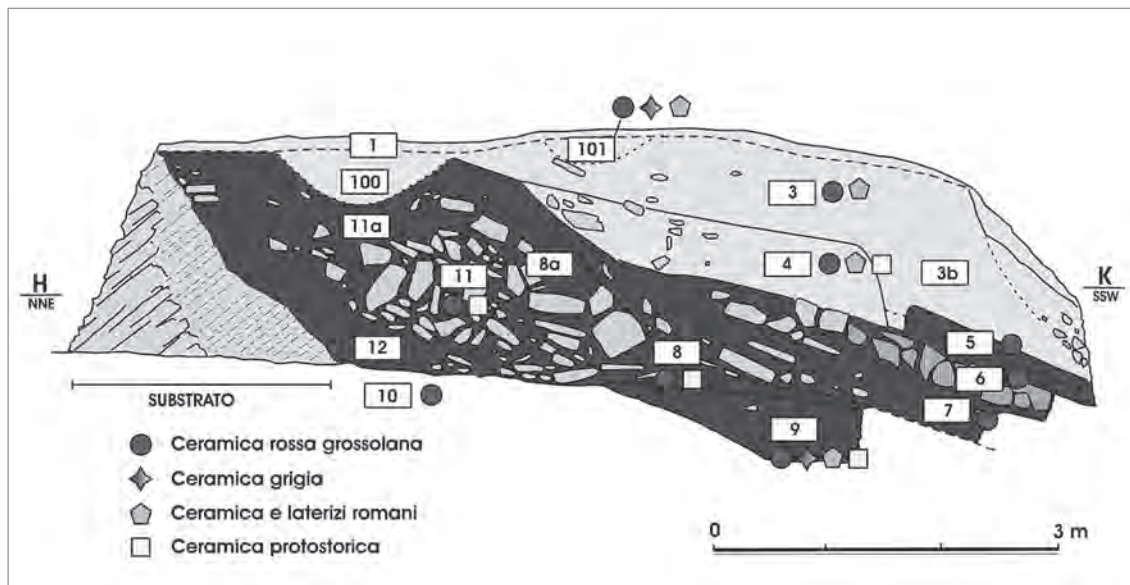 1
101
100
3
11a
8a
4
3b
H
NNE
11
K
SSW
12
8
5
6
SUBSTRATO
10
7
9
Ceramica rossa grossolana
Ceramica grigia
Ceramica e laterizi romani
Ceramica protostorica
0 3 m